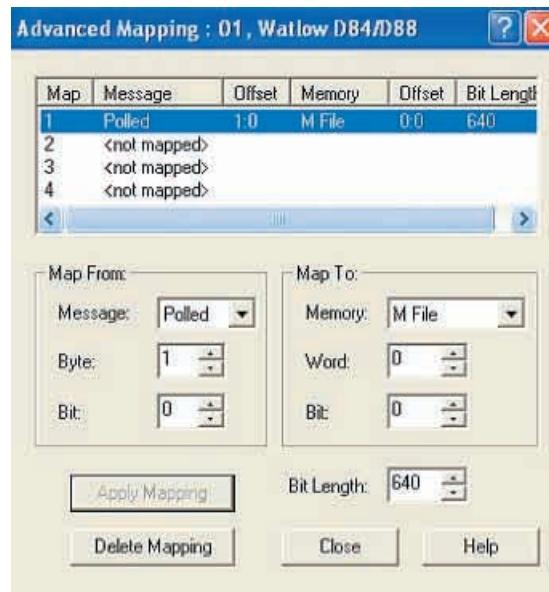 Advanced Mapping : 01 , Watlow DB4/D88
Map Message Offset Memory Offset Bit Length
1 Polled 1:0 M File 0:0 640
2 <not mapped>
3 <not mapped>
4 <not mapped>
Map From: Map To:
Message: Polled Memory: M File
Byte: 1 Word: 0
Bit: 0 Bit: 0
Apply Mapping Bit Length: 640
Delete Mapping Close Help